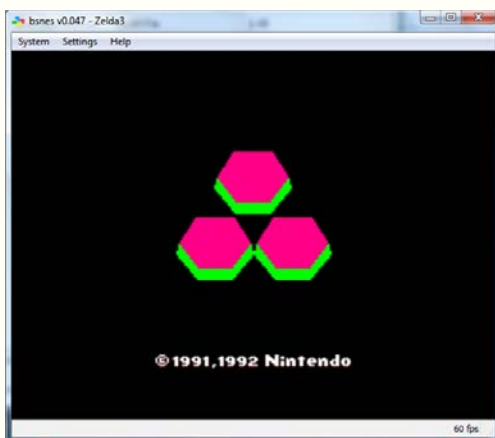 bsnes v0.047 - Zelda3
System Settings Help
©1991,1992 Nintendo
60 fps